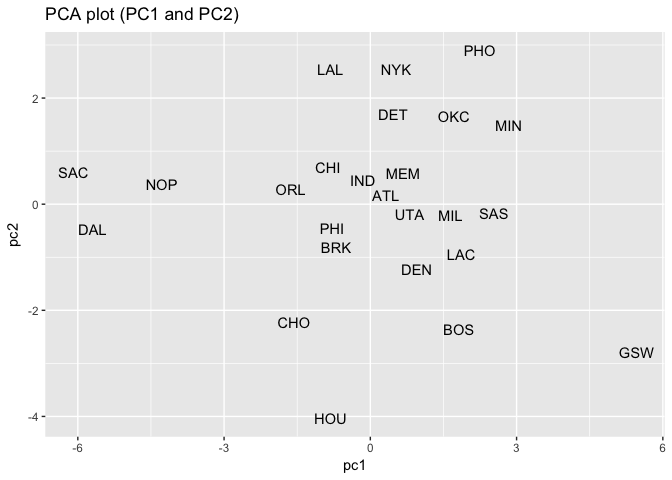 PCA plot (PC1 and PC2)
PHO
LAL
NYK
2
DET
OKC
MIN
SAC
CHI
MEM
NOP
IND
ORL
ATL
0
UTA
MIL
SAS
DAL
PHI
BRK
LAC
DEN
pc2
-2
CHO
BOS
GSW
-4
HOU
-6
-3
0
3
6
pc1